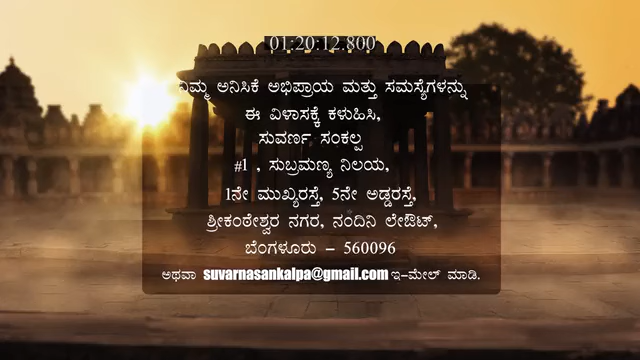 01:20:12.800
ನಿಮ್ಮ ಅನಿಸಿಕೆ ಅಭಿಪ್ರಾಯ ಮತ್ತು ಸಮಸ್ಯೆಗಳನ್ನು
ಈ ವಿಳಾಸಕ್ಕೆ ಕಳುಹಿಸಿ,
ಸುವರ್ಣ ಸಂಕಲ್ಪ
#1 , ಸುಬ್ರಮಣ್ಯ ನಿಲಯ,
1ನೇ ಮುಖ್ಯರಸ್ತೆ, 5ನೇ ಅಡ್ಡರಸ್ತೆ,
ಶ್ರೀಕಂಠೇಶ್ವರ ನಗರ, ನಂದಿನಿ ಲೇಔಟ್,
ಬೆಂಗಳೂರು – 560096
ಅಥವಾ suvarnasankalpa@gmail.com ಇ-ಮೇಲ್ ಮಾಡಿ.